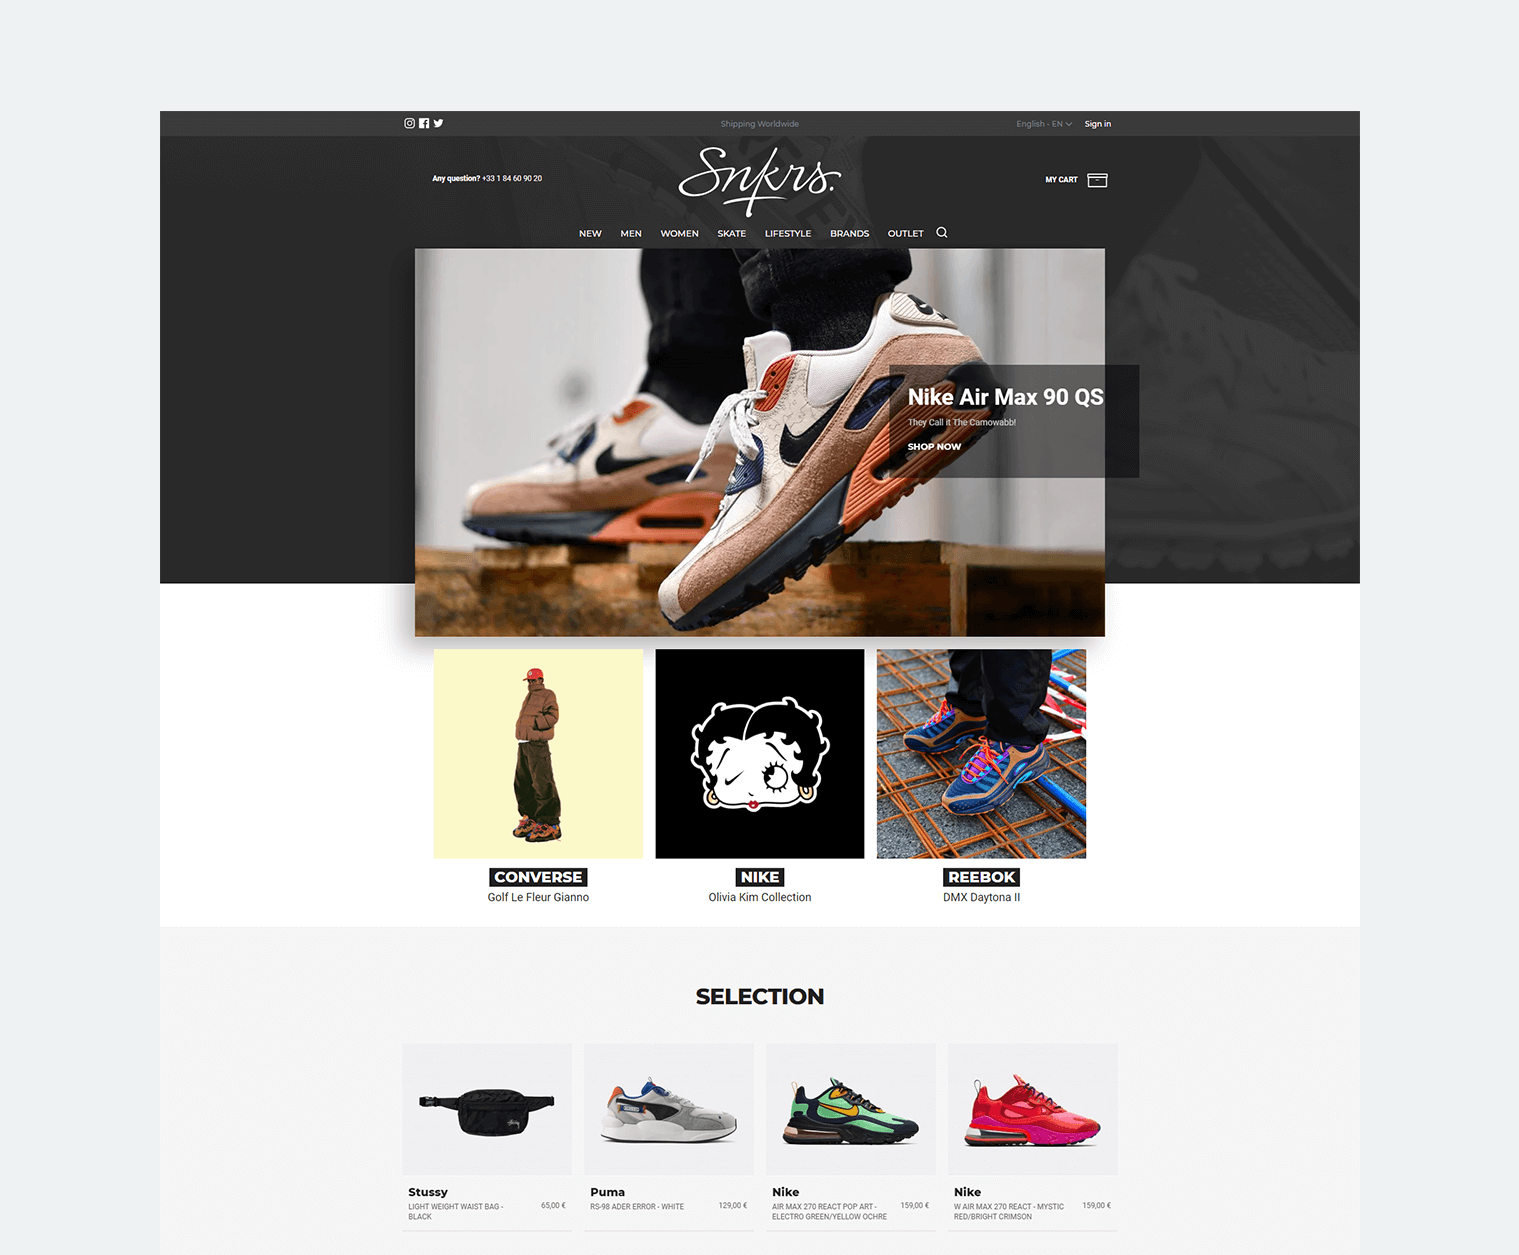 Shipping Worldwide
English - EN
Sign in
Any question? +33 1 84 60 90 20
Snkrs.
MY CART
NEW MEN WOMEN SKATE LIFESTYLE BRANDS OUTLET
Nike Air Max 90 QS
They Call it The Camowabb!
SHOP NOW
CONVERSE
Golf Le Fleur Gianno
NIKE
Olivia Kim Collection
REEBOK
DMX Daytona II
SELECTION
Stussy
LIGHT WEIGHT WAIST BAG -
BLACK
65,00 €
Puma
RS-98 ADER ERROR - WHITE
129,00 €
Nike
AIR MAX 270 REACT POP ART -
ELECTRO GREEN/YELLOW OCHRE
159,00 €
Nike
W AIR MAX 270 REACT - MYSTIC
RED/BRIGHT CRIMSON
159,00 €